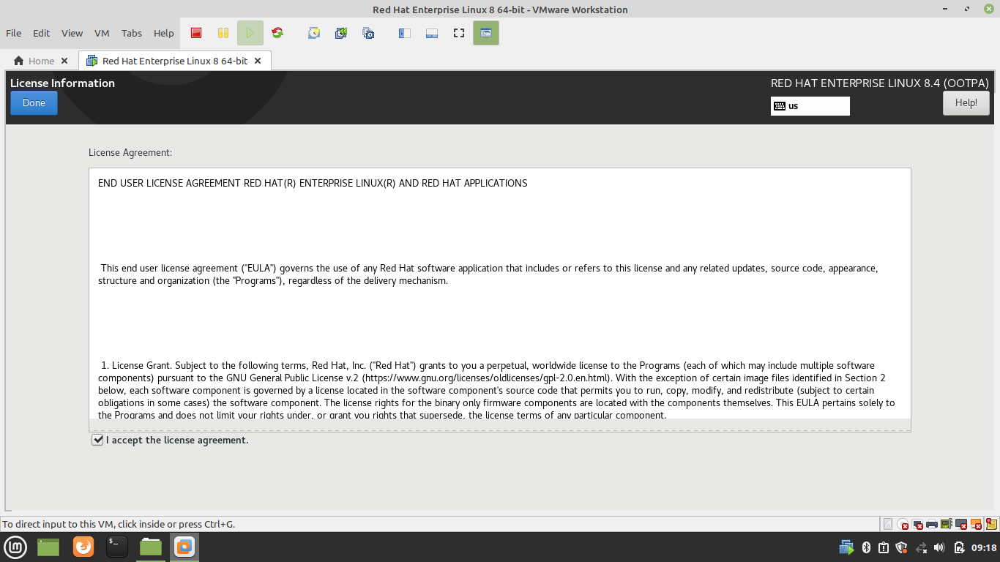 Red Hat Enterprise Linux 8 64-bit - VMware Workstation
File Edit View VM Tabs Help
Home
Red Hat Enterprise Linux 8 64-bit
License Information
RED HAT ENTERPRISE LINUX 8.4 (OOTPA)
Done
us
Help!
License Agreement:
END USER LICENSE AGREEMENT RED HAT(R) ENTERPRISE LINUX(R) AND RED HAT APPLICATIONS
This end user license agreement ("EULA") governs the use of any Red Hat software application that includes or refers to this license and any related updates, source code, appearance,
structure and organization (the "Programs"), regardless of the delivery mechanism.
1. License Grant. Subject to the following terms, Red Hat, Inc. ("Red Hat") grants to you a perpetual, worldwide license to the Programs (each of which may include multiple software
components) pursuant to the GNU General Public License v.2 (https://www.gnu.org/licenses/oldlicenses/gpl-2.0.en.html). With the exception of certain image files identified in Section 2
below, each software component is governed by a license located in the software component's source code that permits you to run, copy, modify, and redistribute (subject to certain
obligations in some cases) the software component. The license rights for the binary only firmware components are located with the components themselves. This EULA pertains solely to
the Programs and does not limit your rights under, or grant you rights that supersede, the license terms of any particular component.
I accept the license agreement.
To direct input to this VM, click inside or press Ctrl+G.
$_
09:18